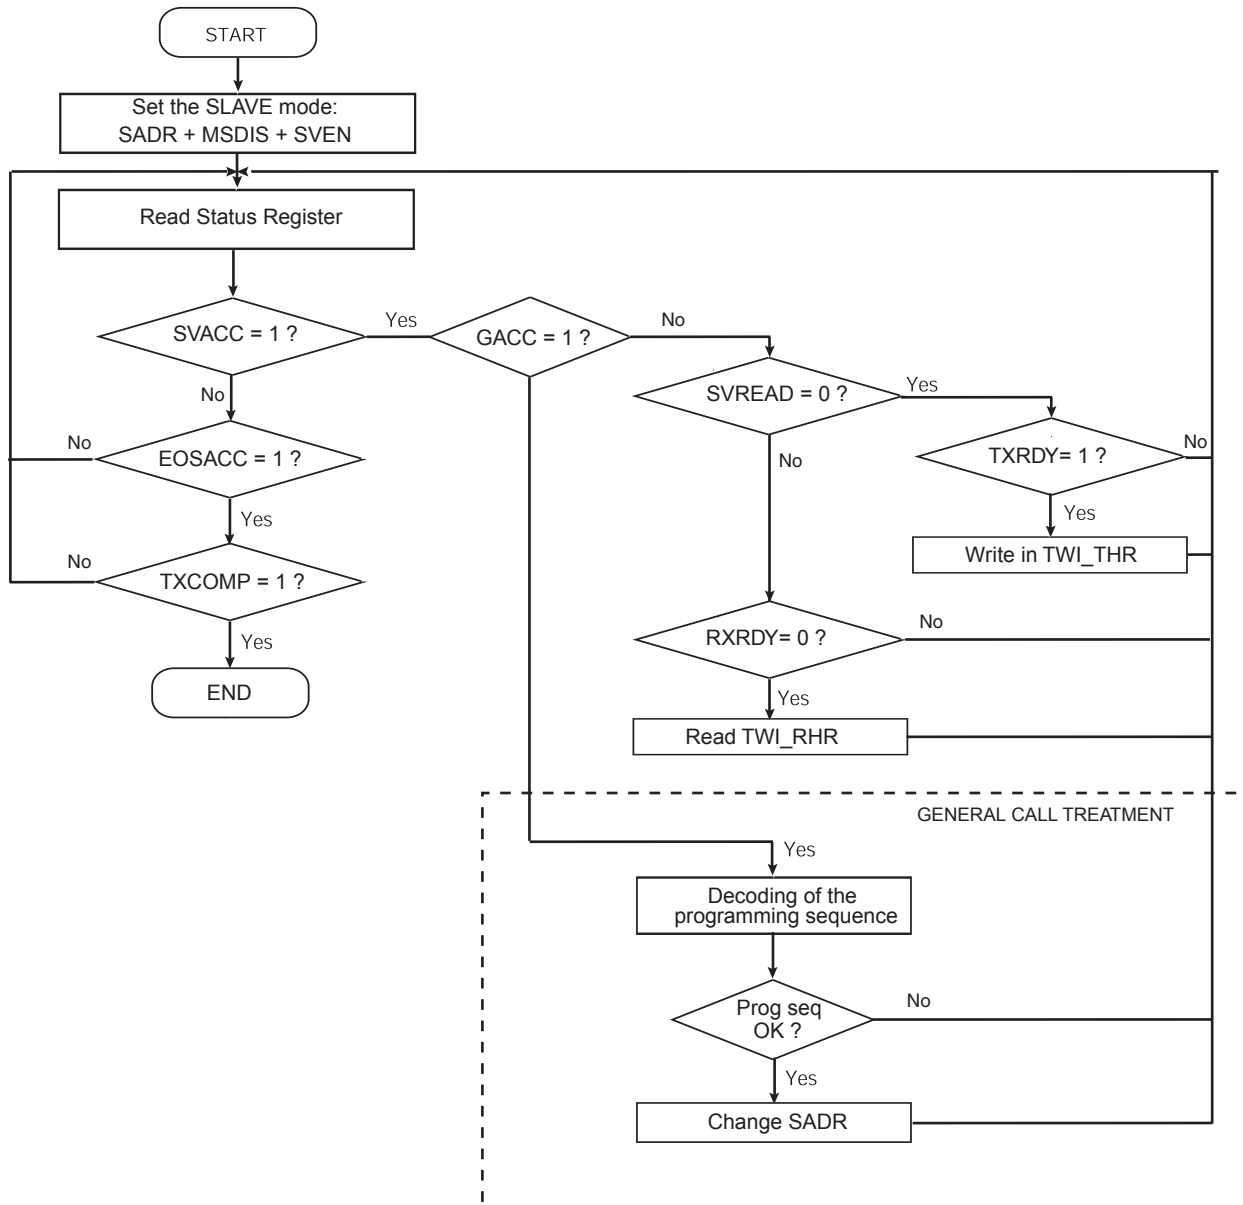 START
Set the SLAVE mode:
SADR + MSDIS + SVEN
Read Status Register
SVACC = 1 ?
Yes
GACC = 1 ?
No
SVREAD = 0 ?
Yes
No
EOSACC = 1 ?
No
No
TXRDY= 1 ?
No
Yes
Yes
Write in TWI_THR
No
TXCOMP = 1 ?
RXRDY= 0 ?
No
Yes
END
Yes
Read TWI_RHR
GENERAL CALL TREATMENT
Yes
Decoding of the
programming sequence
Prog seq
OK ?
No
Yes
Change SADR